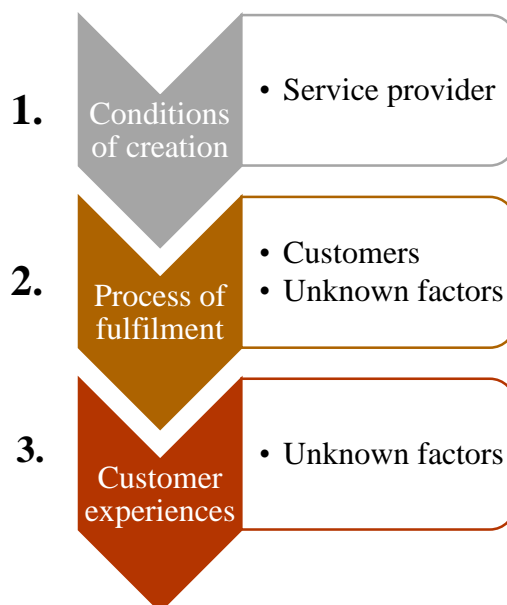 1.
Conditions
of creation
• Service provider
2.
Process of
fulfilment
• Customers
• Unknown factors
3.
Customer
experiences
• Unknown factors